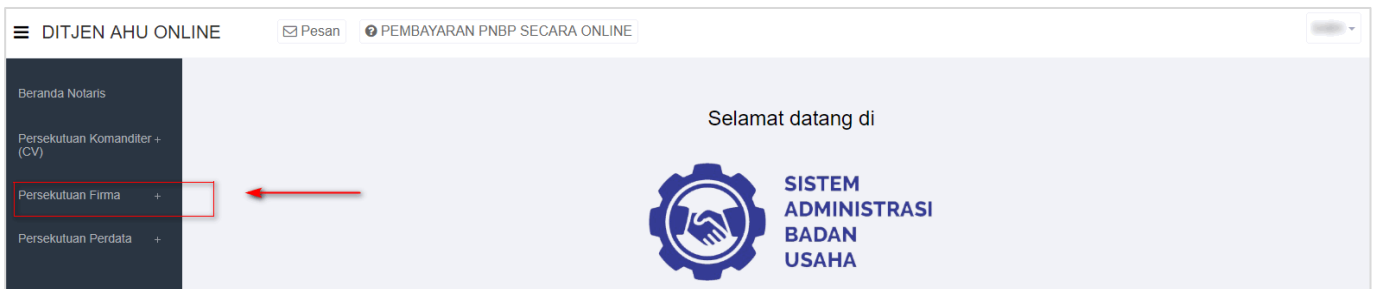 DITJEN AHU ONLINE
Pesan
PEMBAYARAN PNBP SECARA ONLINE
Beranda Notaris
Persekutuan Komanditer +
(CV)
Persekutuan Firma +
Persekutuan Perdata +
Selamat datang di
SISTEM
ADMINISTRASI
BADAN
USAHA